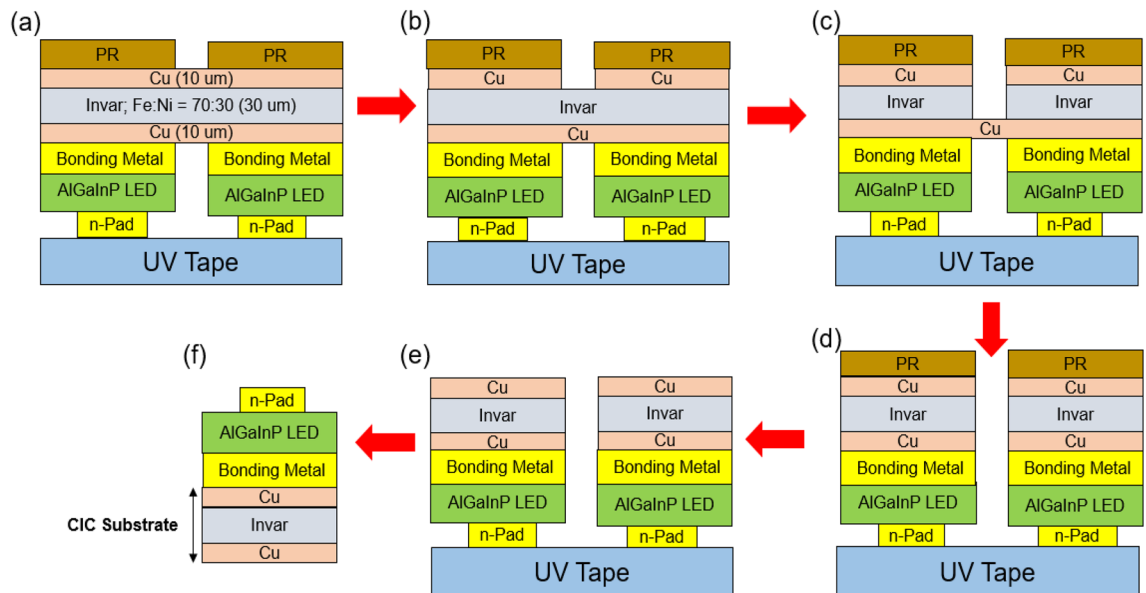 (a)
PR PR
Cu (10 um)
Invar; Fe:Ni = 70:30 (30 um)
Cu (10 um)
Bonding Metal Bonding Metal
AlGaInP LED AlGaInP LED
n-Pad n-Pad
UV Tape
(b)
PR PR
Cu Cu
Invar
Cu
Bonding Metal Bonding Metal
AlGaInP LED AlGaInP LED
n-Pad n-Pad
UV Tape
(c)
PR PR
Cu Cu
Invar Invar
Cu
Bonding Metal Bonding Metal
AlGaInP LED AlGaInP LED
n-Pad n-Pad
UV Tape
(d)
PR PR
Cu Cu
Invar Invar
Cu Cu
Bonding Metal Bonding Metal
AlGaInP LED AlGaInP LED
n-Pad n-Pad
UV Tape
(e)
Cu Cu
Invar Invar
Cu Cu
Bonding Metal Bonding Metal
AlGaInP LED AlGaInP LED
n-Pad n-Pad
UV Tape
(f)
n-Pad
AlGaInP LED
Bonding Metal
Cu
CIC Substrate Invar
Cu